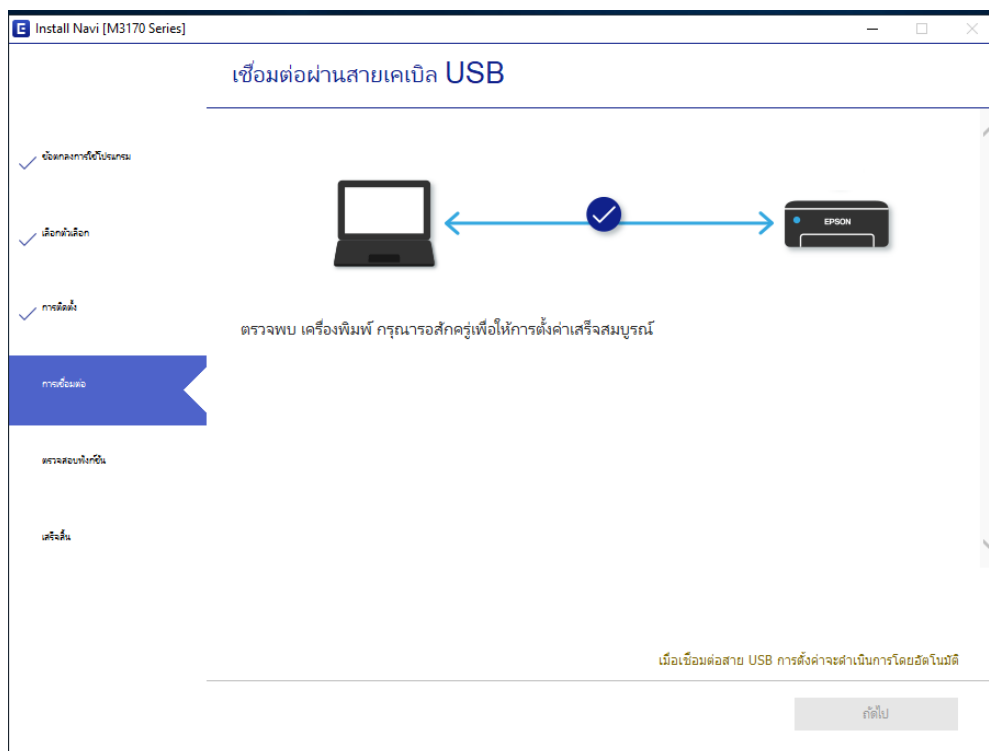 Install Navi [M3170 Series]
เชื่อมต่อผ่านสายเคเบิล USB
ข้อตกลงการใช้โปรแกรม
เลือกตัวเลือก
การติดตั้ง
การเชื่อมต่อ
ตรวจสอบฟังก์ชัน
เสร็จสิ้น
EPSON
ตรวจพบ เครื่องพิมพ์ กรุณารอสักครู่เพื่อให้การตั้งค่าเสร็จสมบูรณ์
เมื่อเชื่อมต่อสาย USB การตั้งค่าจะดำเนินการโดยอัตโนมัติ
ถัดไป